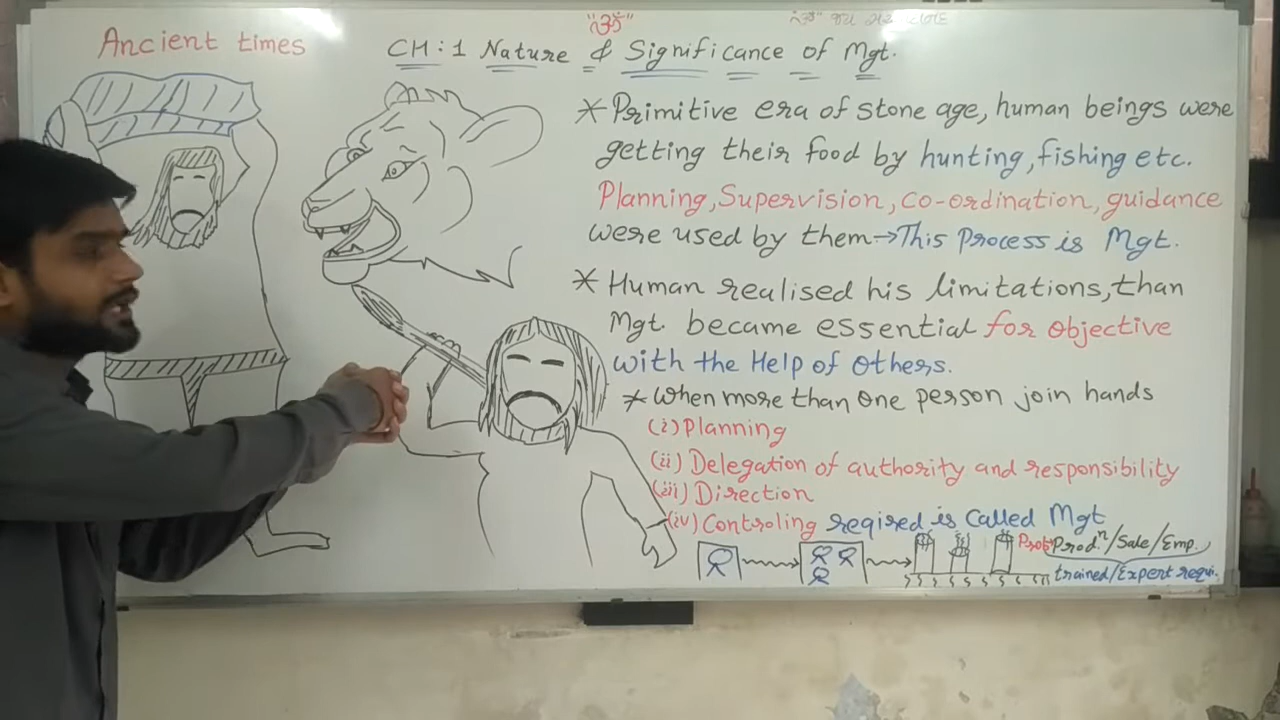 "ૐ"
Ancient times
CH:1 Nature & Significance of Mgt.
* Primitive era of stone age, human beings were
getting their food by hunting, fishing etc.
Planning, Supervision, co-ordination, guidance
were used by them→This Process is Mgt.
* Human realised his limitations, than
Mgt. became essential for objective
with the Help of Others.
* When more than One person join hands
(i) Planning
(ii) Delegation of authority and responsibility
(iii) Direction
(iv) Controling reqired is Called Mgt
Prodⁿ/Sale/Emp.
trained/Expert requi.